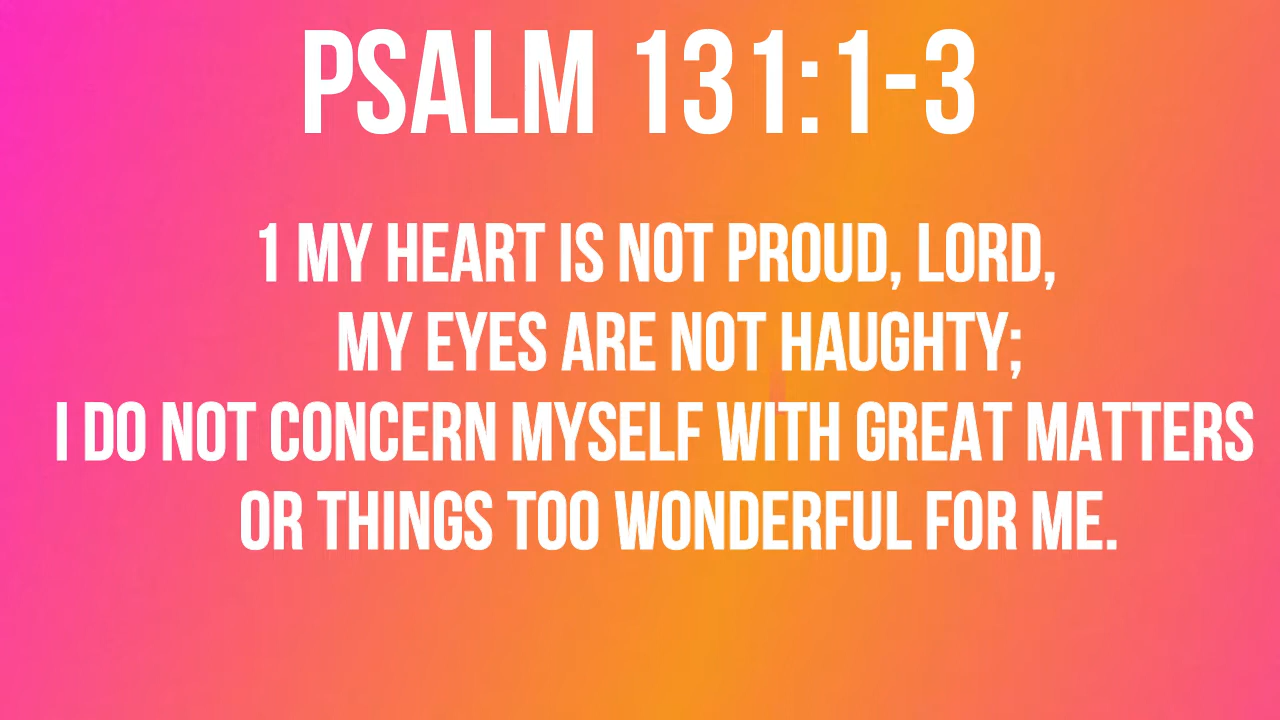 PSALM 131:1-3
1 MY HEART IS NOT PROUD, LORD,
MY EYES ARE NOT HAUGHTY;
I DO NOT CONCERN MYSELF WITH GREAT MATTERS
OR THINGS TOO WONDERFUL FOR ME.